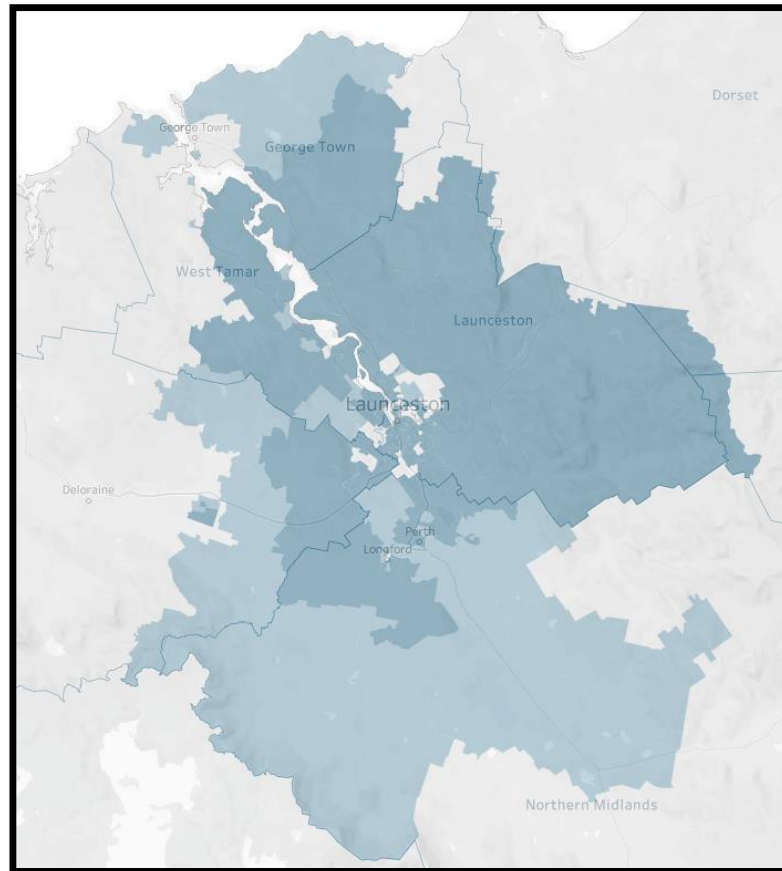 Dorset
George Town
George Town
West Tamar
Launceston
Launceston
Deloraine
Perth
Longford
Northern Midlands